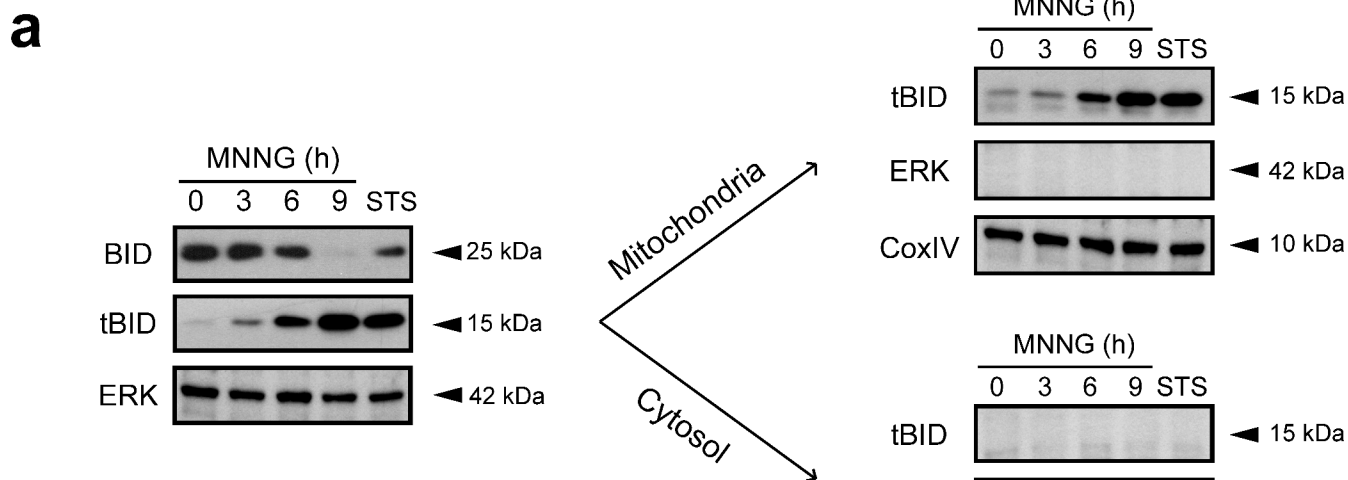 a
MNNG (h)
0 3 6 9 STS
BID 25 kDa
tBID 15 kDa
ERK 42 kDa
Mitochondria
Cytosol
MNNG (h)
0 3 6 9 STS
tBID 15 kDa
ERK 42 kDa
CoxIV 10 kDa
MNNG (h)
0 3 6 9 STS
tBID 15 kDa